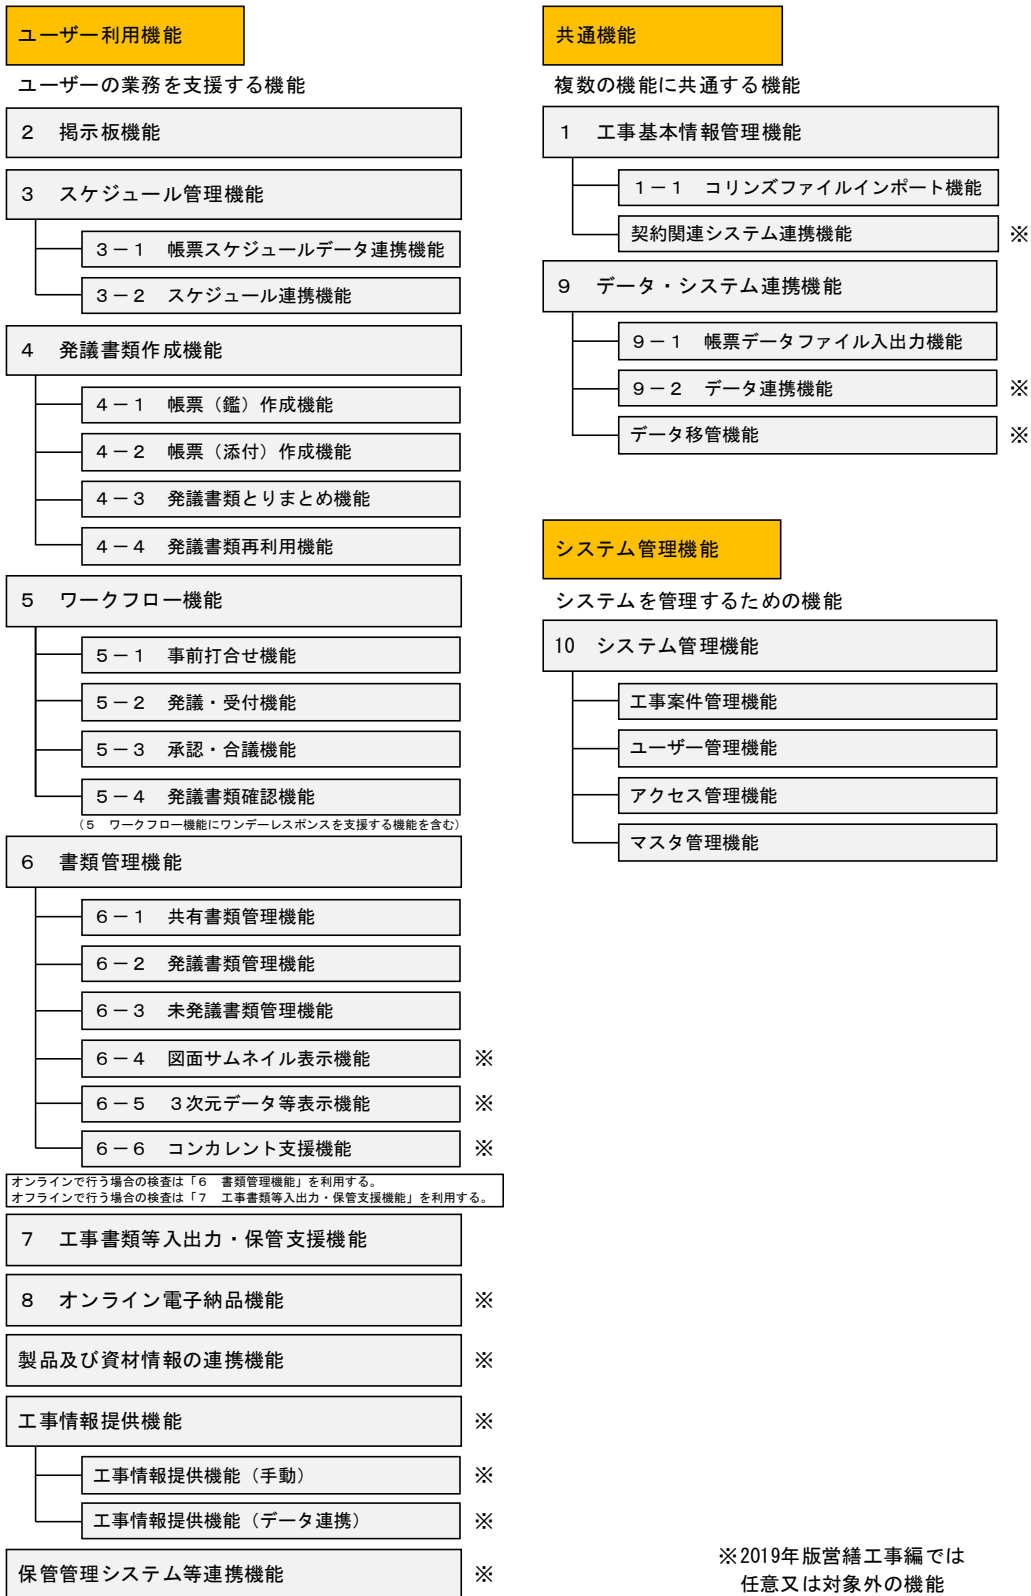 ユーザー利用機能
ユーザーの業務を支援する機能
２　掲示板機能
３　スケジュール管理機能
３－１　帳票スケジュールデータ連携機能
３－２　スケジュール連携機能
４　発議書類作成機能
４－１　帳票（鑑）作成機能
４－２　帳票（添付）作成機能
４－３　発議書類とりまとめ機能
４－４　発議書類再利用機能
５　ワークフロー機能
５－１　事前打合せ機能
５－２　発議・受付機能
５－３　承認・合議機能
５－４　発議書類確認機能
（５　ワークフロー機能にワンデーレスポンスを支援する機能を含む）
６　書類管理機能
６－１　共有書類管理機能
６－２　発議書類管理機能
６－３　未発議書類管理機能
６－４　図面サムネイル表示機能　※
６－５　３次元データ等表示機能　※
６－６　コンカレント支援機能　※
オンラインで行う場合の検査は「６　書類管理機能」を利用する。
オフラインで行う場合の検査は「７　工事書類等入出力・保管支援機能」を利用する。
７　工事書類等入出力・保管支援機能
８　オンライン電子納品機能　※
製品及び資材情報の連携機能　※
工事情報提供機能　※
工事情報提供機能（手動）　※
工事情報提供機能（データ連携）　※
保管管理システム等連携機能　※
共通機能
複数の機能に共通する機能
１　工事基本情報管理機能
１－１　コリンズファイルインポート機能
契約関連システム連携機能　※
９　データ・システム連携機能
９－１　帳票データファイル入出力機能
９－２　データ連携機能　※
データ移管機能　※
システム管理機能
システムを管理するための機能
10　システム管理機能
工事案件管理機能
ユーザー管理機能
アクセス管理機能
マスタ管理機能
※2019年版営繕工事編では
任意又は対象外の機能